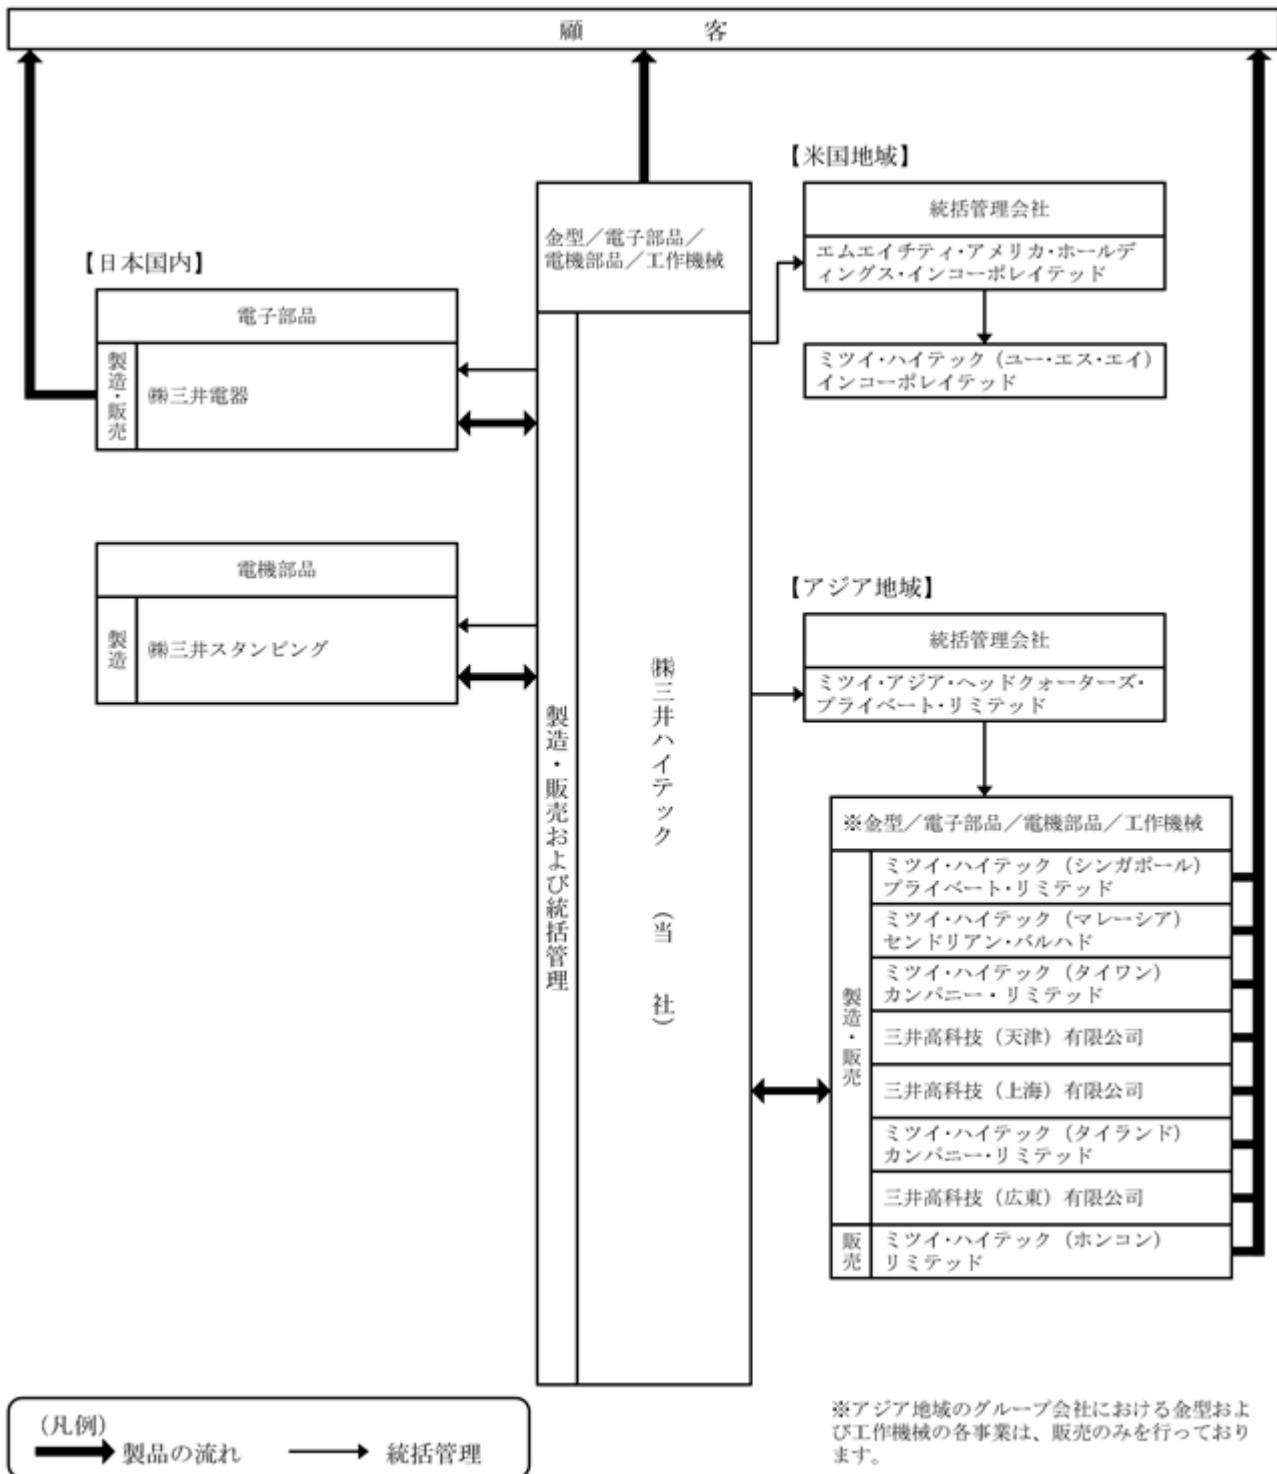 顧客
【日本国内】
電子部品
製造・販売
㈱三井電器
電機部品
製造
㈱三井スタンピング
金型／電子部品／
電機部品／工作機械
製造・販売および統括管理
㈱三井ハイテック (当社)
【米国地域】
統括管理会社
エムエイチティ・アメリカ・ホールデ
ィングス・インコーポレイテッド
ミツイ・ハイテック (ユー・エス・エイ)
インコーポレイテッド
【アジア地域】
統括管理会社
ミツイ・アジア・ヘッドクォーターズ・
プライベート・リミテッド
※金型／電子部品／電機部品／工作機械
製造・販売
ミツイ・ハイテック (シンガポール)
プライベート・リミテッド
ミツイ・ハイテック (マレーシア)
センドリアン・バルハド
ミツイ・ハイテック (タイワン)
カンパニー・リミテッド
三井高科技 (天津) 有限公司
三井高科技 (上海) 有限公司
ミツイ・ハイテック (タイランド)
カンパニー・リミテッド
三井高科技 (広東) 有限公司
販売
ミツイ・ハイテック (ホンコン)
リミテッド
(凡例)
製品の流れ
統括管理
※アジア地域のグループ会社における金型およ
び工作機械の各事業は、販売のみを行っており
ます。